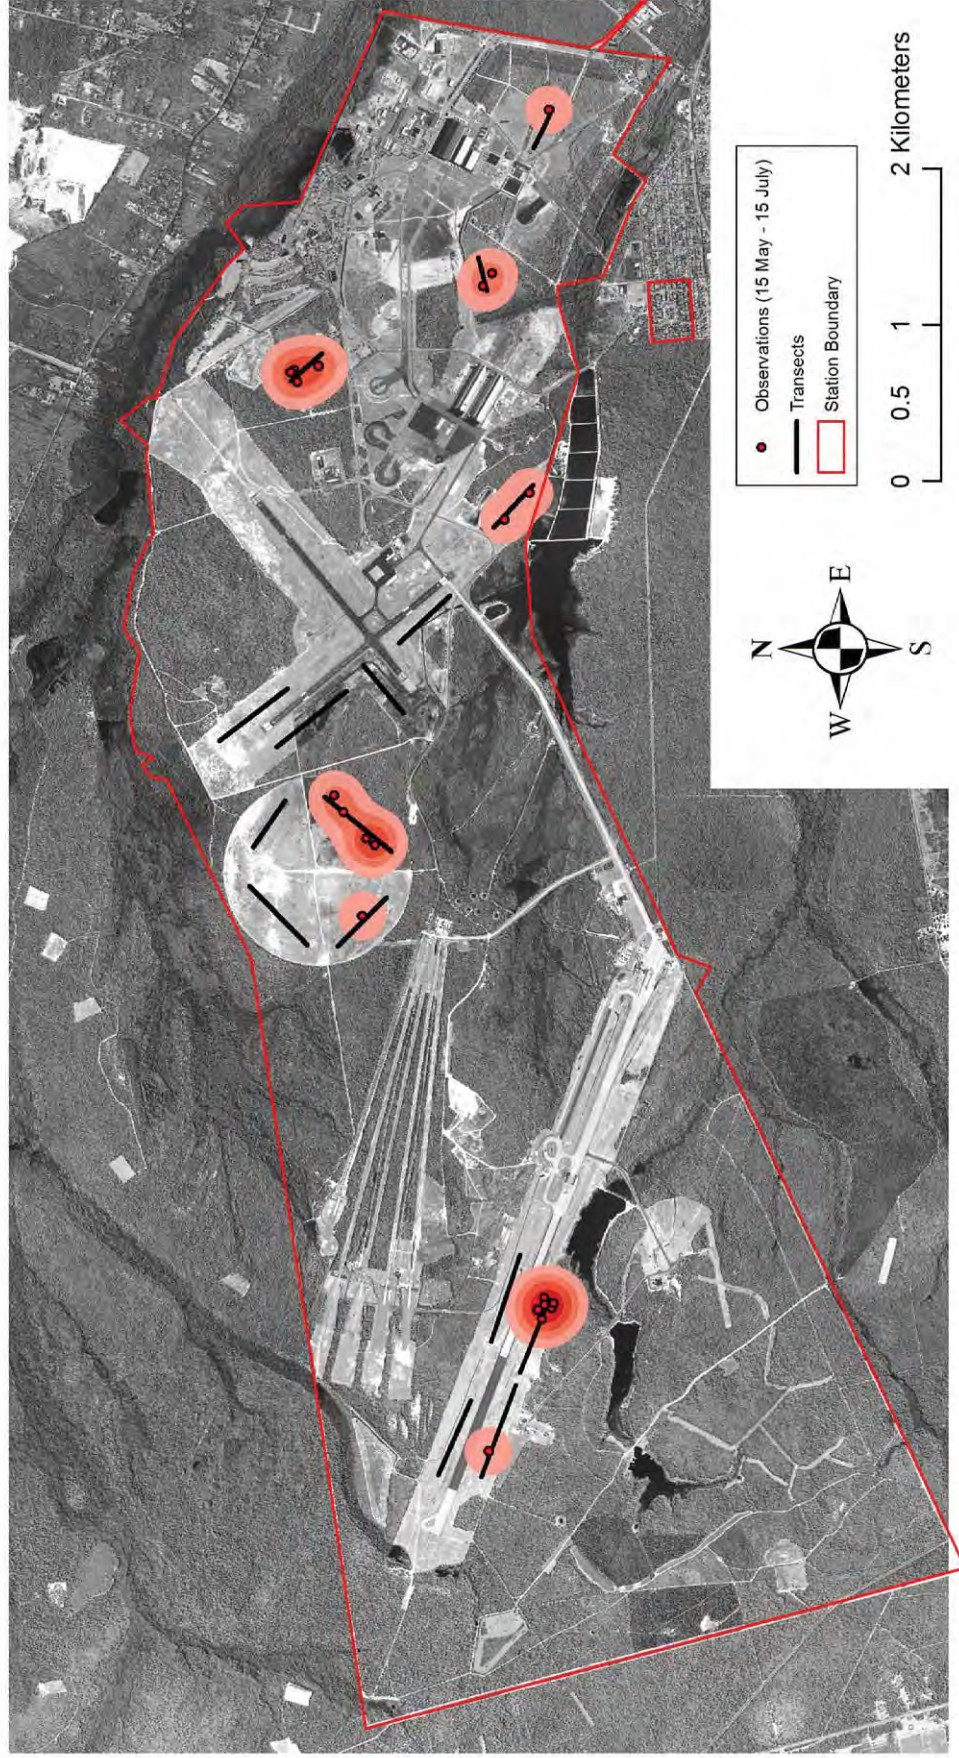 Observations (15 May - 15 July)
Transects
Station Boundary
N
W E
S
0 0.5 1 2 Kilometers